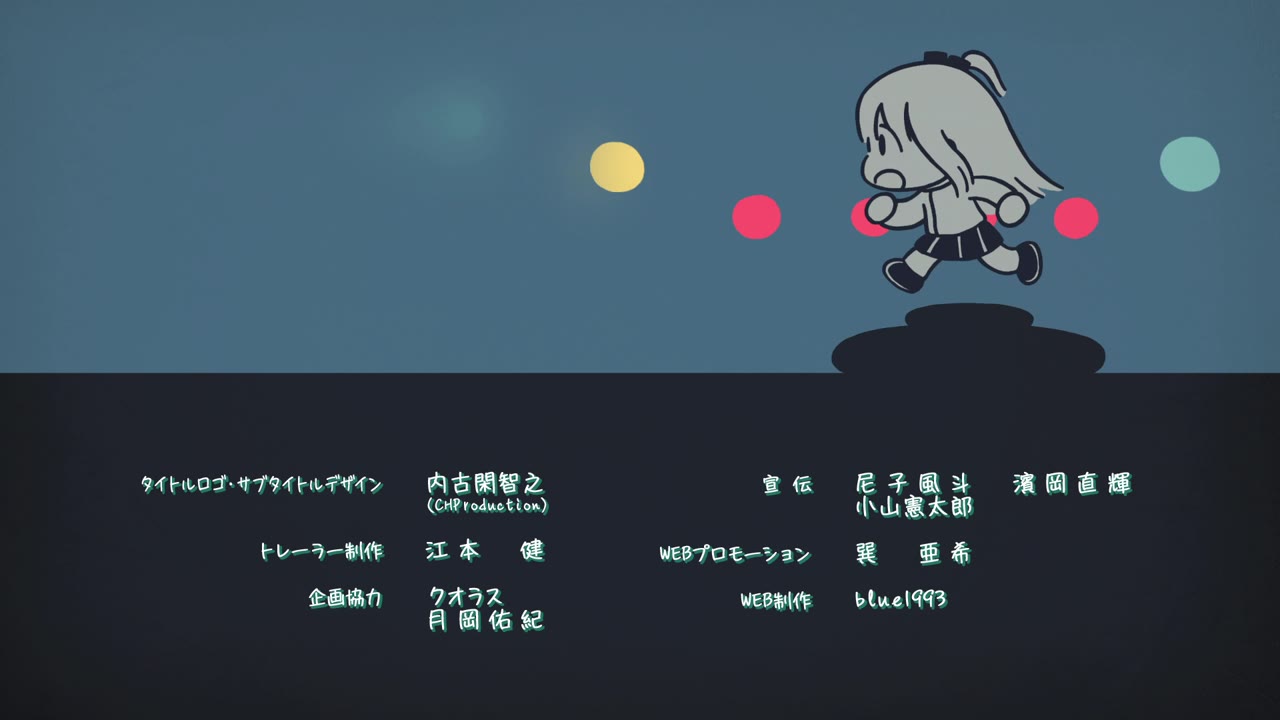 タイトルロゴ・サブタイトルデザイン 内古閑智之
(CHProduction)
トレーラー制作 江本 健
企画協力 クオラス
月岡佑紀
宣伝 尼子風斗 濱岡直輝
小山憲太郎
WEBプロモーション 巽 亜希
WEB制作 blue1993